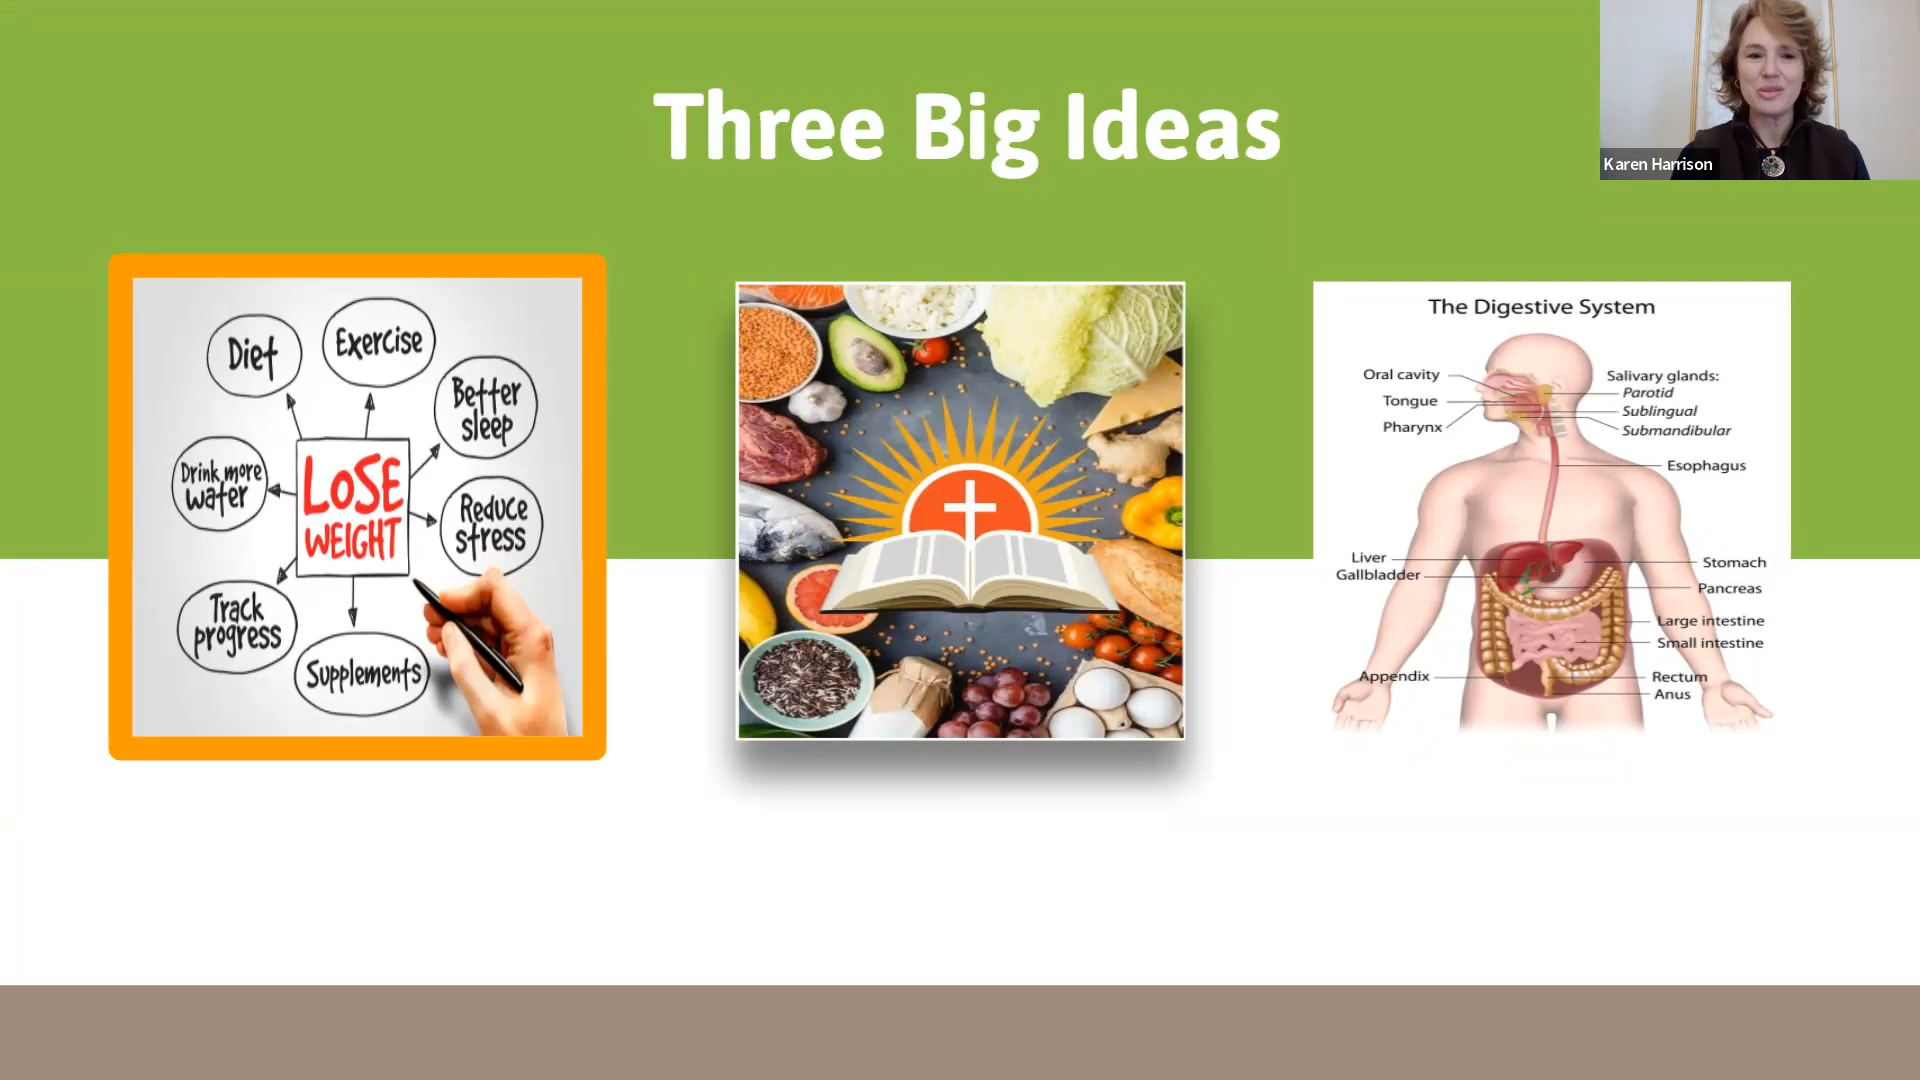 Three Big Ideas
Karen Harrison
Diet
Exercise
Better
sleep
Drink more
water
LOSE
WEIGHT
Reduce
stress
Track
progress
Supplements
The Digestive System
Oral cavity
Tongue
Pharynx
Salivary glands:
Parotid
Sublingual
Submandibular
Esophagus
Liver
Gallbladder
Stomach
Pancreas
Large intestine
Small intestine
Appendix
Rectum
Anus